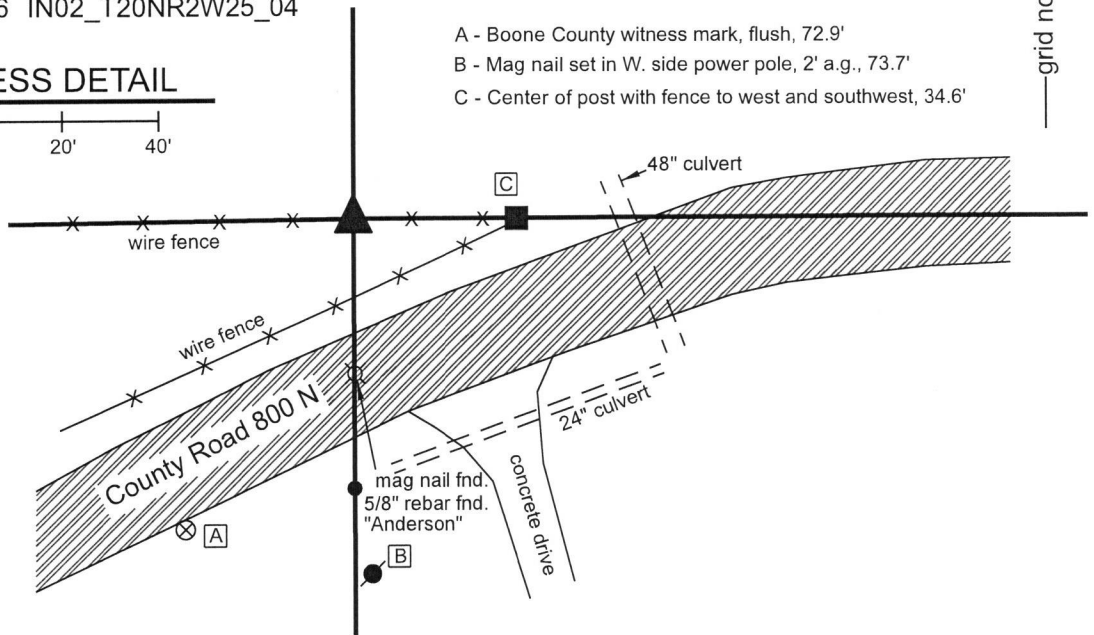 6 IN02_T20NR2W25_04
ESS DETAIL
20' 40'
A - Boone County witness mark, flush, 72.9'
B - Mag nail set in W. side power pole, 2' a.g., 73.7'
C - Center of post with fence to west and southwest, 34.6'
grid no
48" culvert
C
wire fence
wire fence
County Road 800 N
24" culvert
mag nail fnd.
5/8" rebar fnd.
"Anderson"
concrete drive
A
B